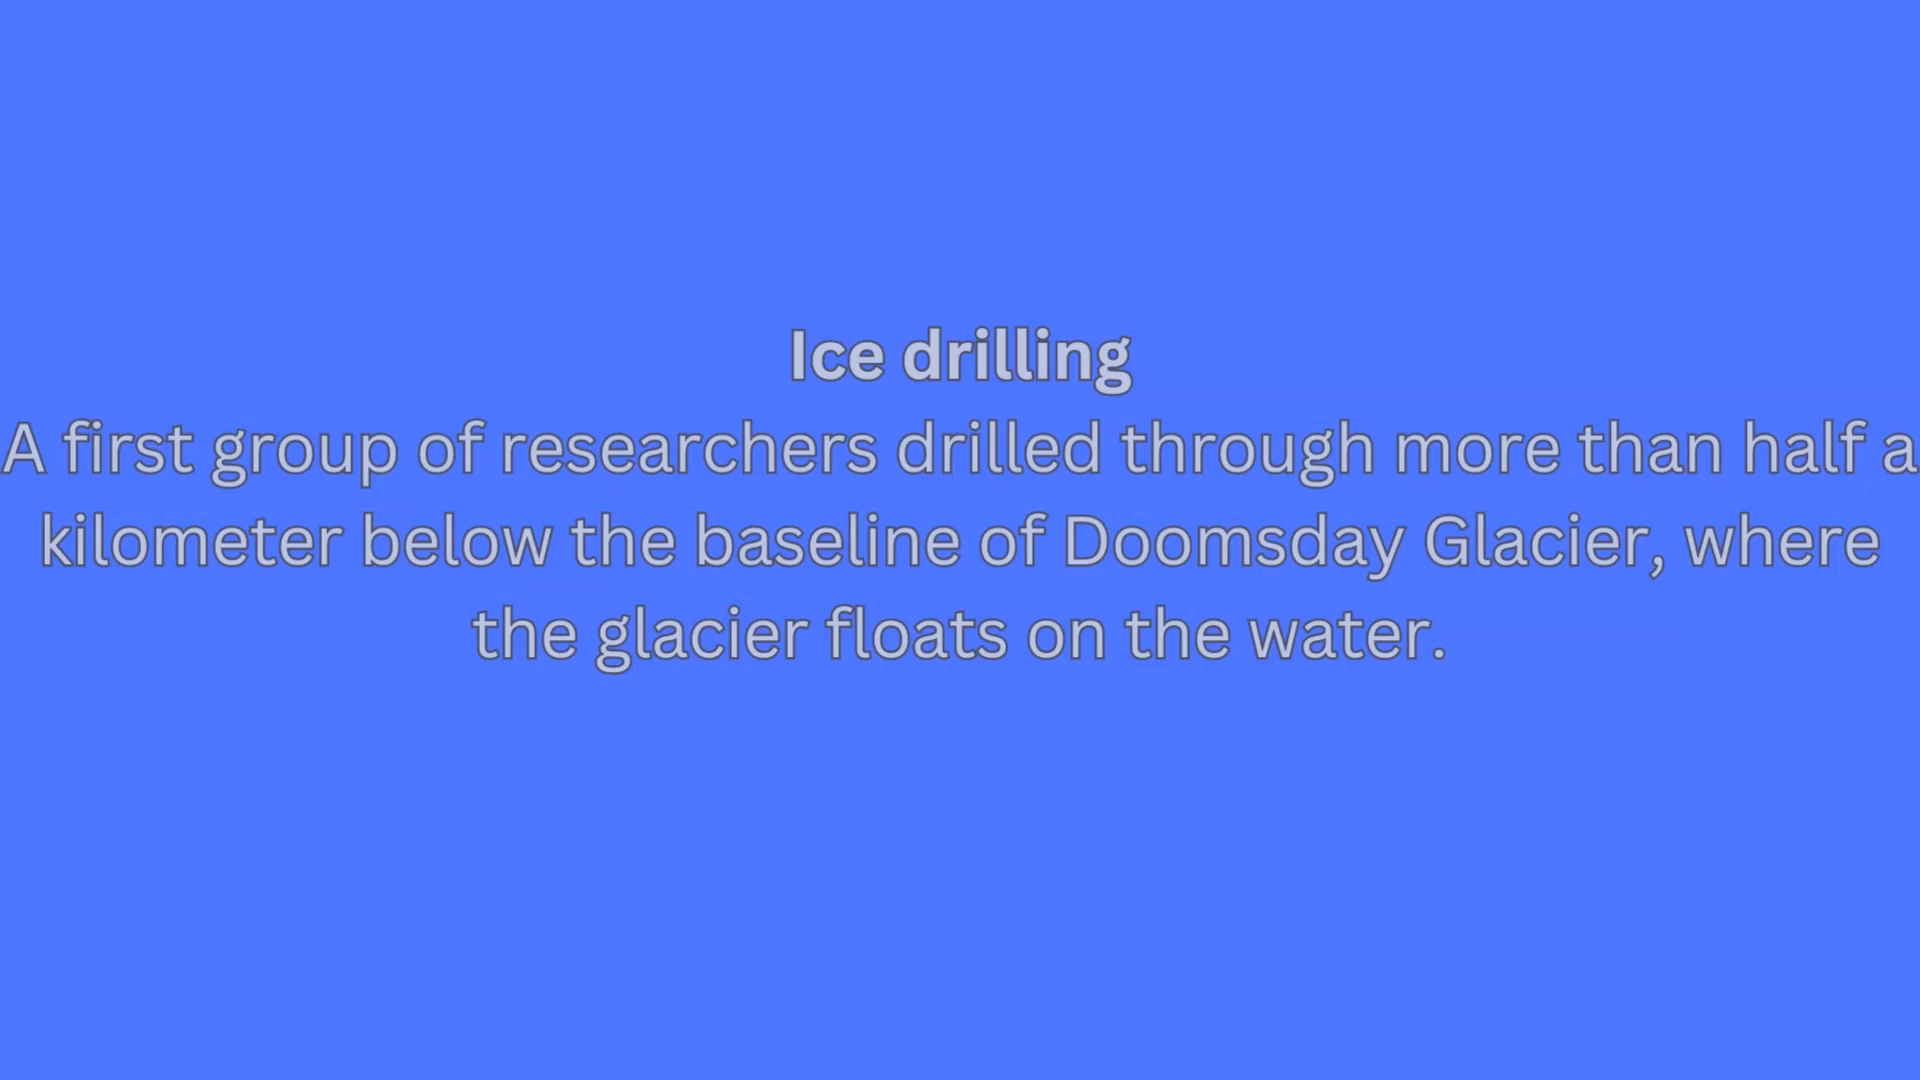 Ice drilling
A first group of researchers drilled through more than half a
kilometer below the baseline of Doomsday Glacier, where
the glacier floats on the water.